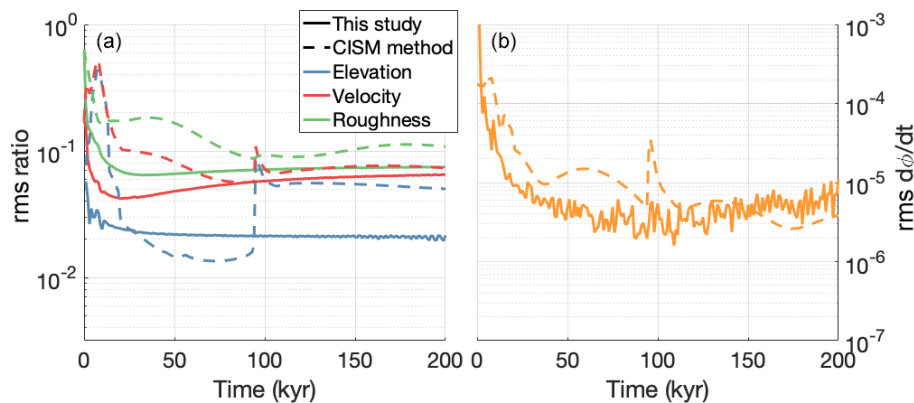 (a)
This study
CISM method
Elevation
Velocity
Roughness
rms ratio
10^0
10^-1
10^-2
0
50
100
150
200
Time (kyr)
(b)
10^-3
10^-4
10^-5
10^-6
10^-7
rms dϕ/dt
0
50
100
150
200
Time (kyr)